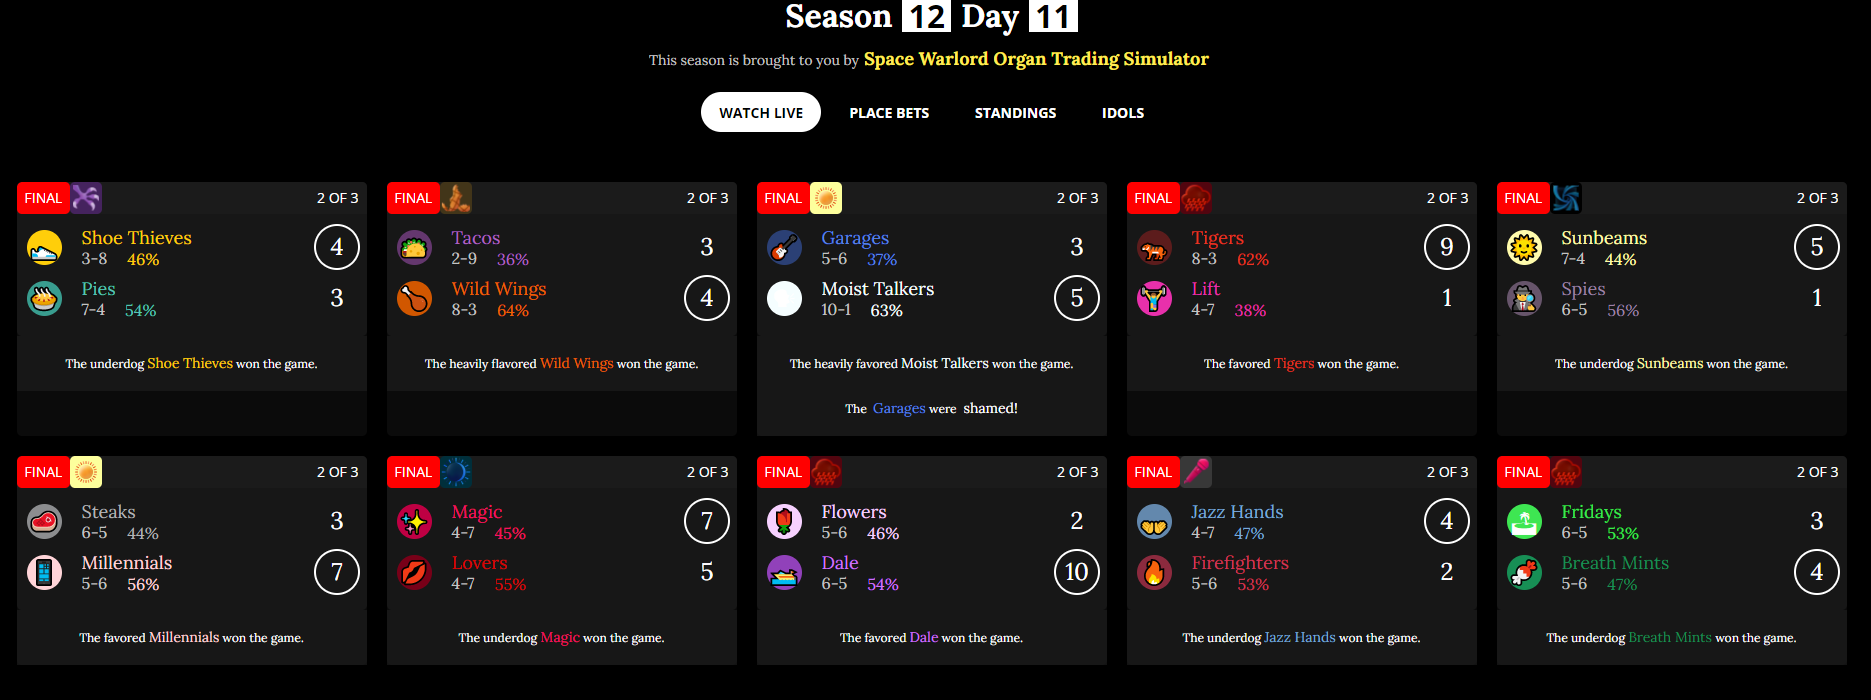 Season 12 Day 11
This season is brought to you by Space Warlord Organ Trading Simulator
WATCH LIVE PLACE BETS STANDINGS IDOLS
FINAL 2 OF 3
Shoe Thieves 4
3-8 46%
Pies 3
7-4 54%
The underdog Shoe Thieves won the game.
FINAL 2 OF 3
Tacos 3
2-9 36%
Wild Wings 4
8-3 64%
The heavily flavored Wild Wings won the game.
FINAL 2 OF 3
Garages 3
5-6 37%
Moist Talkers 5
10-1 63%
The heavily favored Moist Talkers won the game.
The Garages were shamed!
FINAL 2 OF 3
Tigers 9
8-3 62%
Lift 1
4-7 38%
The favored Tigers won the game.
FINAL 2 OF 3
Sunbeams 5
7-4 44%
Spies 1
6-5 56%
The underdog Sunbeams won the game.
FINAL 2 OF 3
Steaks 3
6-5 44%
Millennials 7
5-6 56%
The favored Millennials won the game.
FINAL 2 OF 3
Magic 7
4-7 45%
Lovers 5
4-7 55%
The underdog Magic won the game.
FINAL 2 OF 3
Flowers 2
5-6 46%
Dale 10
6-5 54%
The favored Dale won the game.
FINAL 2 OF 3
Jazz Hands 4
4-7 47%
Firefighters 2
5-6 53%
The underdog Jazz Hands won the game.
FINAL 2 OF 3
Fridays 3
6-5 53%
Breath Mints 4
5-6 47%
The underdog Breath Mints won the game.